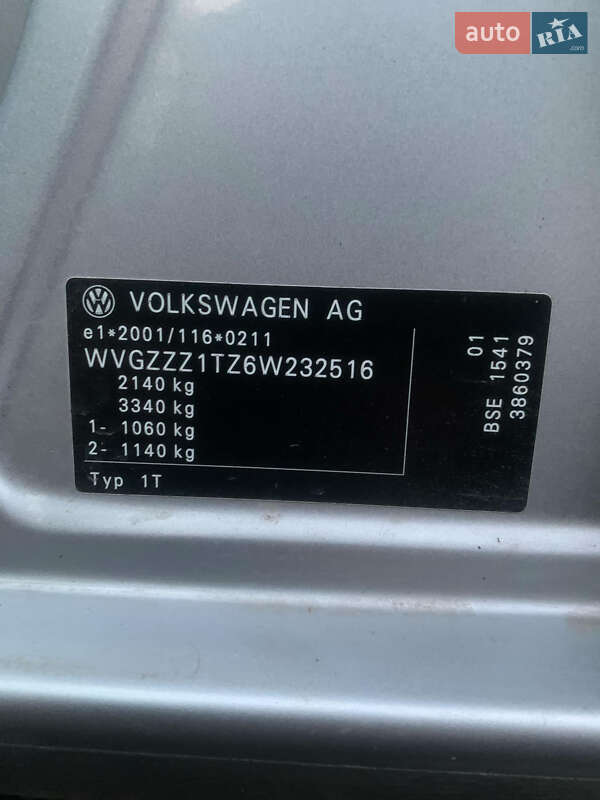 auto RIA .com
VOLKSWAGEN AG
e1*2001/116*0211
WVGZZZ1TZ6W232516
2140 kg
3340 kg
1- 1060 kg
2- 1140 kg
Typ 1T
01
BSE 1541
3860379